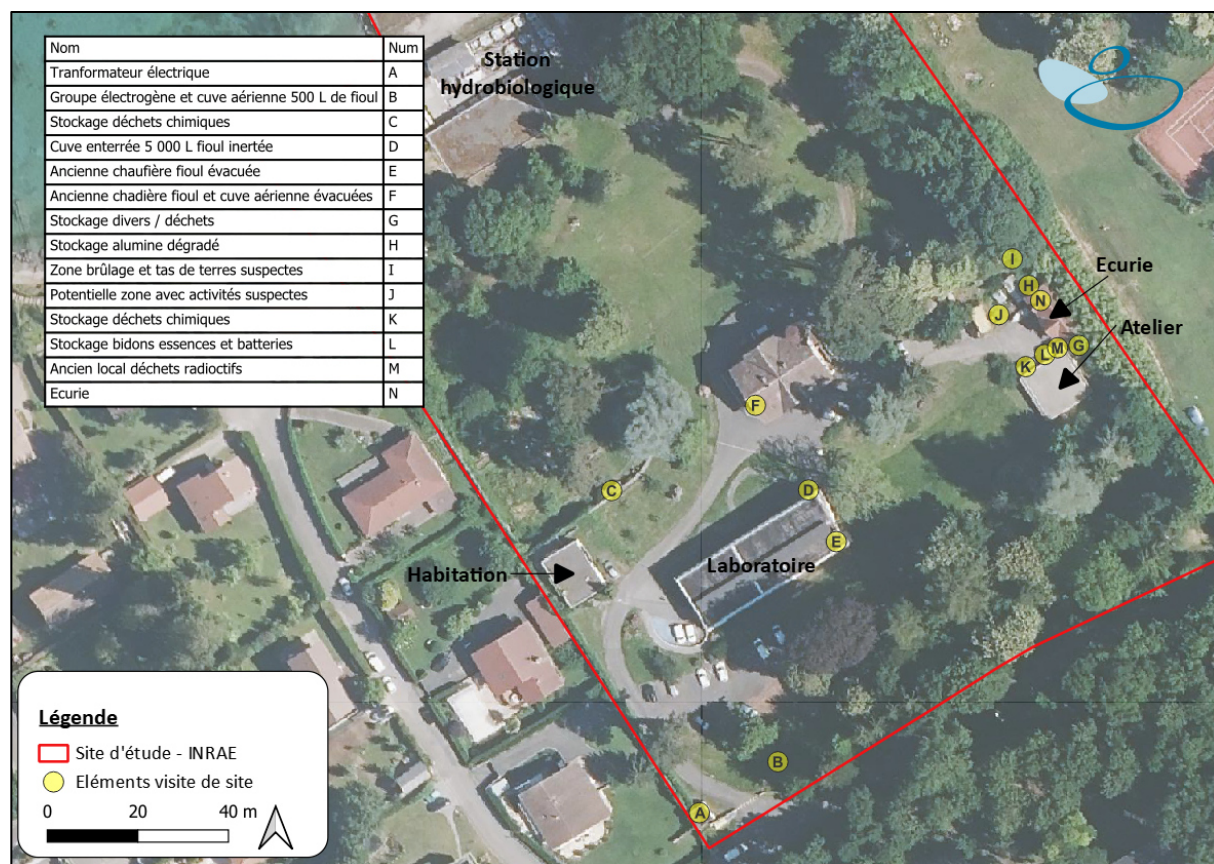 Nom Num
Tranformateur électrique A
Groupe électrogène et cuve aérienne 500 L de fioul B
Stockage déchets chimiques C
Cuve enterrée 5 000 L fioul inertée D
Ancienne chaufière fioul évacuée E
Ancienne chadière fioul et cuve aérienne évacuées F
Stockage divers / déchets G
Stockage alumine dégradé H
Zone brûlage et tas de terres suspectes I
Potentielle zone avec activités suspectes J
Stockage déchets chimiques K
Stockage bidons essences et batteries L
Ancien local déchets radioctifs M
Ecurie N
Station
hydrobiologique
I
Ecurie
H
N
J
Atelier
G
M
L
K
F
C
D
E
Laboratoire
Habitation
B
A
Légende
Site d'étude - INRAE
Eléments visite de site
0 20 40 m